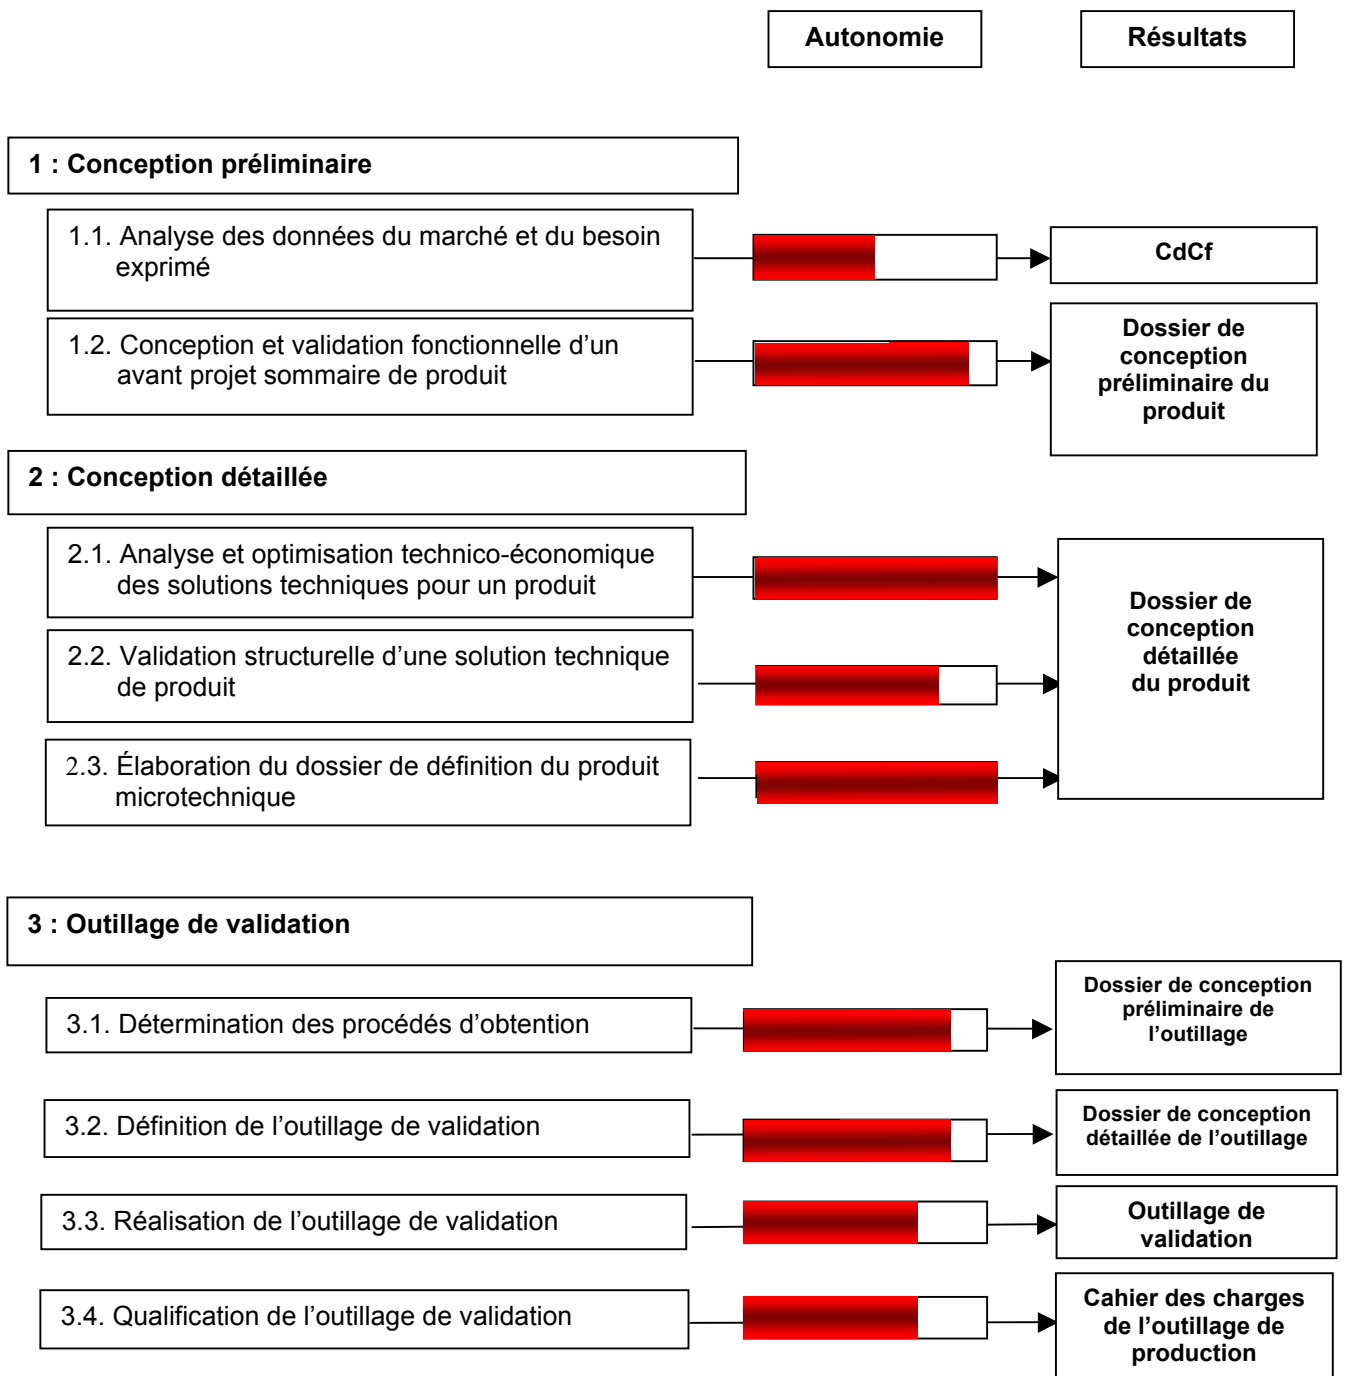 Autonomie
Résultats
1 : Conception préliminaire
1.1. Analyse des données du marché et du besoin
exprimé
CdCf
1.2. Conception et validation fonctionnelle d’un
avant projet sommaire de produit
Dossier de
conception
préliminaire du
produit
2 : Conception détaillée
2.1. Analyse et optimisation technico-économique
des solutions techniques pour un produit
2.2. Validation structurelle d’une solution technique
de produit
2.3. Élaboration du dossier de définition du produit
microtechnique
Dossier de
conception
détaillée
du produit
3 : Outillage de validation
3.1. Détermination des procédés d’obtention
Dossier de conception
préliminaire de
l’outillage
3.2. Définition de l’outillage de validation
Dossier de conception
détaillée de l’outillage
3.3. Réalisation de l’outillage de validation
Outillage de
validation
3.4. Qualification de l’outillage de validation
Cahier des charges
de l’outillage de
production